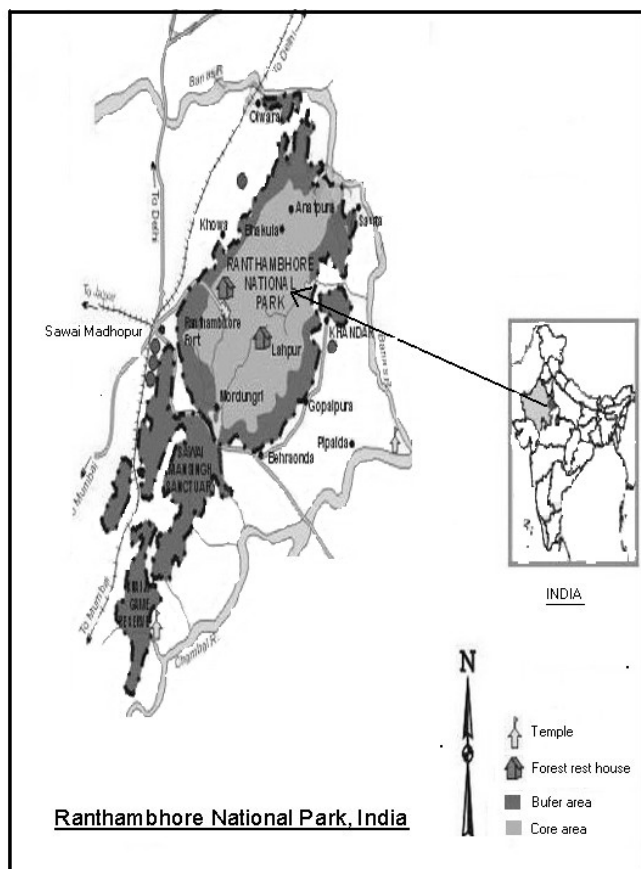 To Delhi
Banas R.
Olwara
To Delhi
Anatpura
Khowa
Bhakula
RANTHAMBHORE
NATIONAL
PARK
To Jaipur
Sawai Madhopur
Ranthambhore
Fort
KHANDAR
Lahpur
Banas R.
Mordungri
Gopalpura
Pipalda
Behraonda
SAWAI
MANSINGH
SANCTUARY
To Mumbai
To Mumbai
Chambal R.
GAME
INDIA
N
Temple
Forest rest house
Bufer area
Core area
Ranthambhore National Park, India